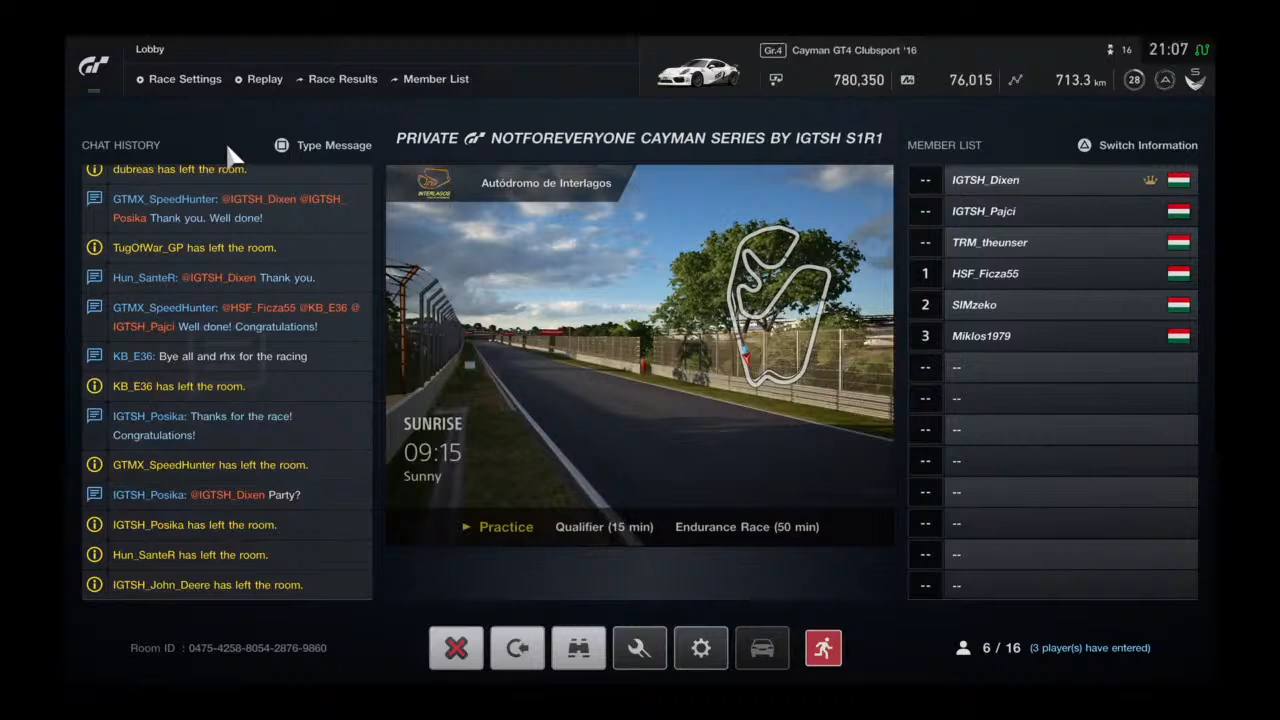 Lobby
Race Settings Replay Race Results Member List
Gr.4 Cayman GT4 Clubsport '16
16 21:07
780,350 76,015 713.3 km 28 A S
CHAT HISTORY Type Message
dubreas has left the room.
GTMX_SpeedHunter: @IGTSH_Dixen @IGTSH_
Posika Thank you. Well done!
TugOfWar_GP has left the room.
Hun_SanteR: @IGTSH_Dixen Thank you.
GTMX_SpeedHunter: @HSF_Ficza55 @KB_E36 @
IGTSH_Pajci Well done! Congratulations!
KB_E36: Bye all and rhx for the racing
KB_E36 has left the room.
IGTSH_Posika: Thanks for the race!
Congratulations!
GTMX_SpeedHunter has left the room.
IGTSH_Posika: @IGTSH_Dixen Party?
IGTSH_Posika has left the room.
Hun_SanteR has left the room.
IGTSH_John_Deere has left the room.
PRIVATE GT NOTFOREVERYONE CAYMAN SERIES BY IGTSH S1R1
INTERLAGOS
Autódromo de Interlagos
SUNRISE
09:15
Sunny
Practice Qualifier (15 min) Endurance Race (50 min)
MEMBER LIST Switch Information
-- IGTSH_Dixen
-- IGTSH_Pajci
-- TRM_theunser
1 HSF_Ficza55
2 SIMzeko
3 Miklos1979
-- --
-- --
-- --
-- --
-- --
-- --
-- --
-- --
Room ID : 0475-4258-8054-2876-9860
6 / 16 (3 player(s) have entered)